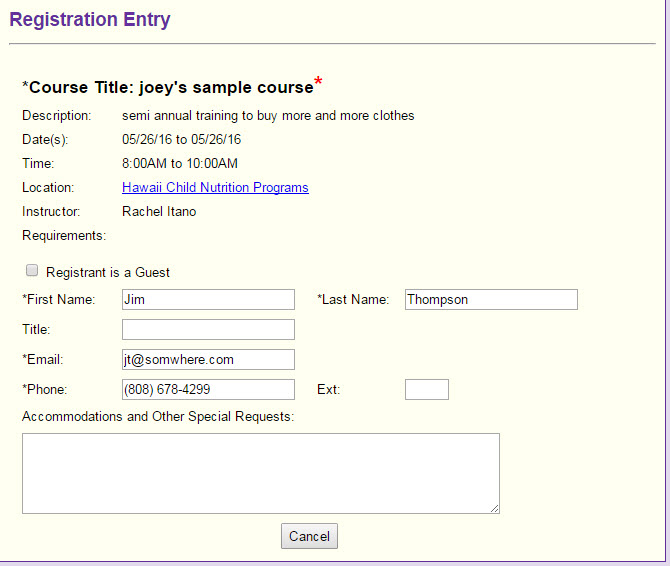 Registration Entry
*Course Title: joey's sample course*
Description: semi annual training to buy more and more clothes
Date(s): 05/26/16 to 05/26/16
Time: 8:00AM to 10:00AM
Location: Hawaii Child Nutrition Programs
Instructor: Rachel Itano
Requirements:
Registrant is a Guest
*First Name: Jim *Last Name: Thompson
Title:
*Email: jt@somwhere.com
*Phone: (808) 678-4299 Ext:
Accommodations and Other Special Requests:
Cancel